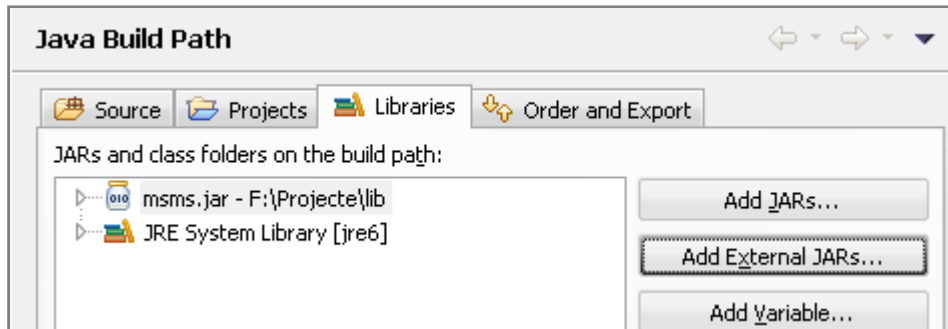 Java Build Path
Source Projects Libraries Order and Export
JARs and class folders on the build path:
msms.jar - F:\Projecte\lib
JRE System Library [jre6]
Add JARs...
Add External JARs...
Add Variable...